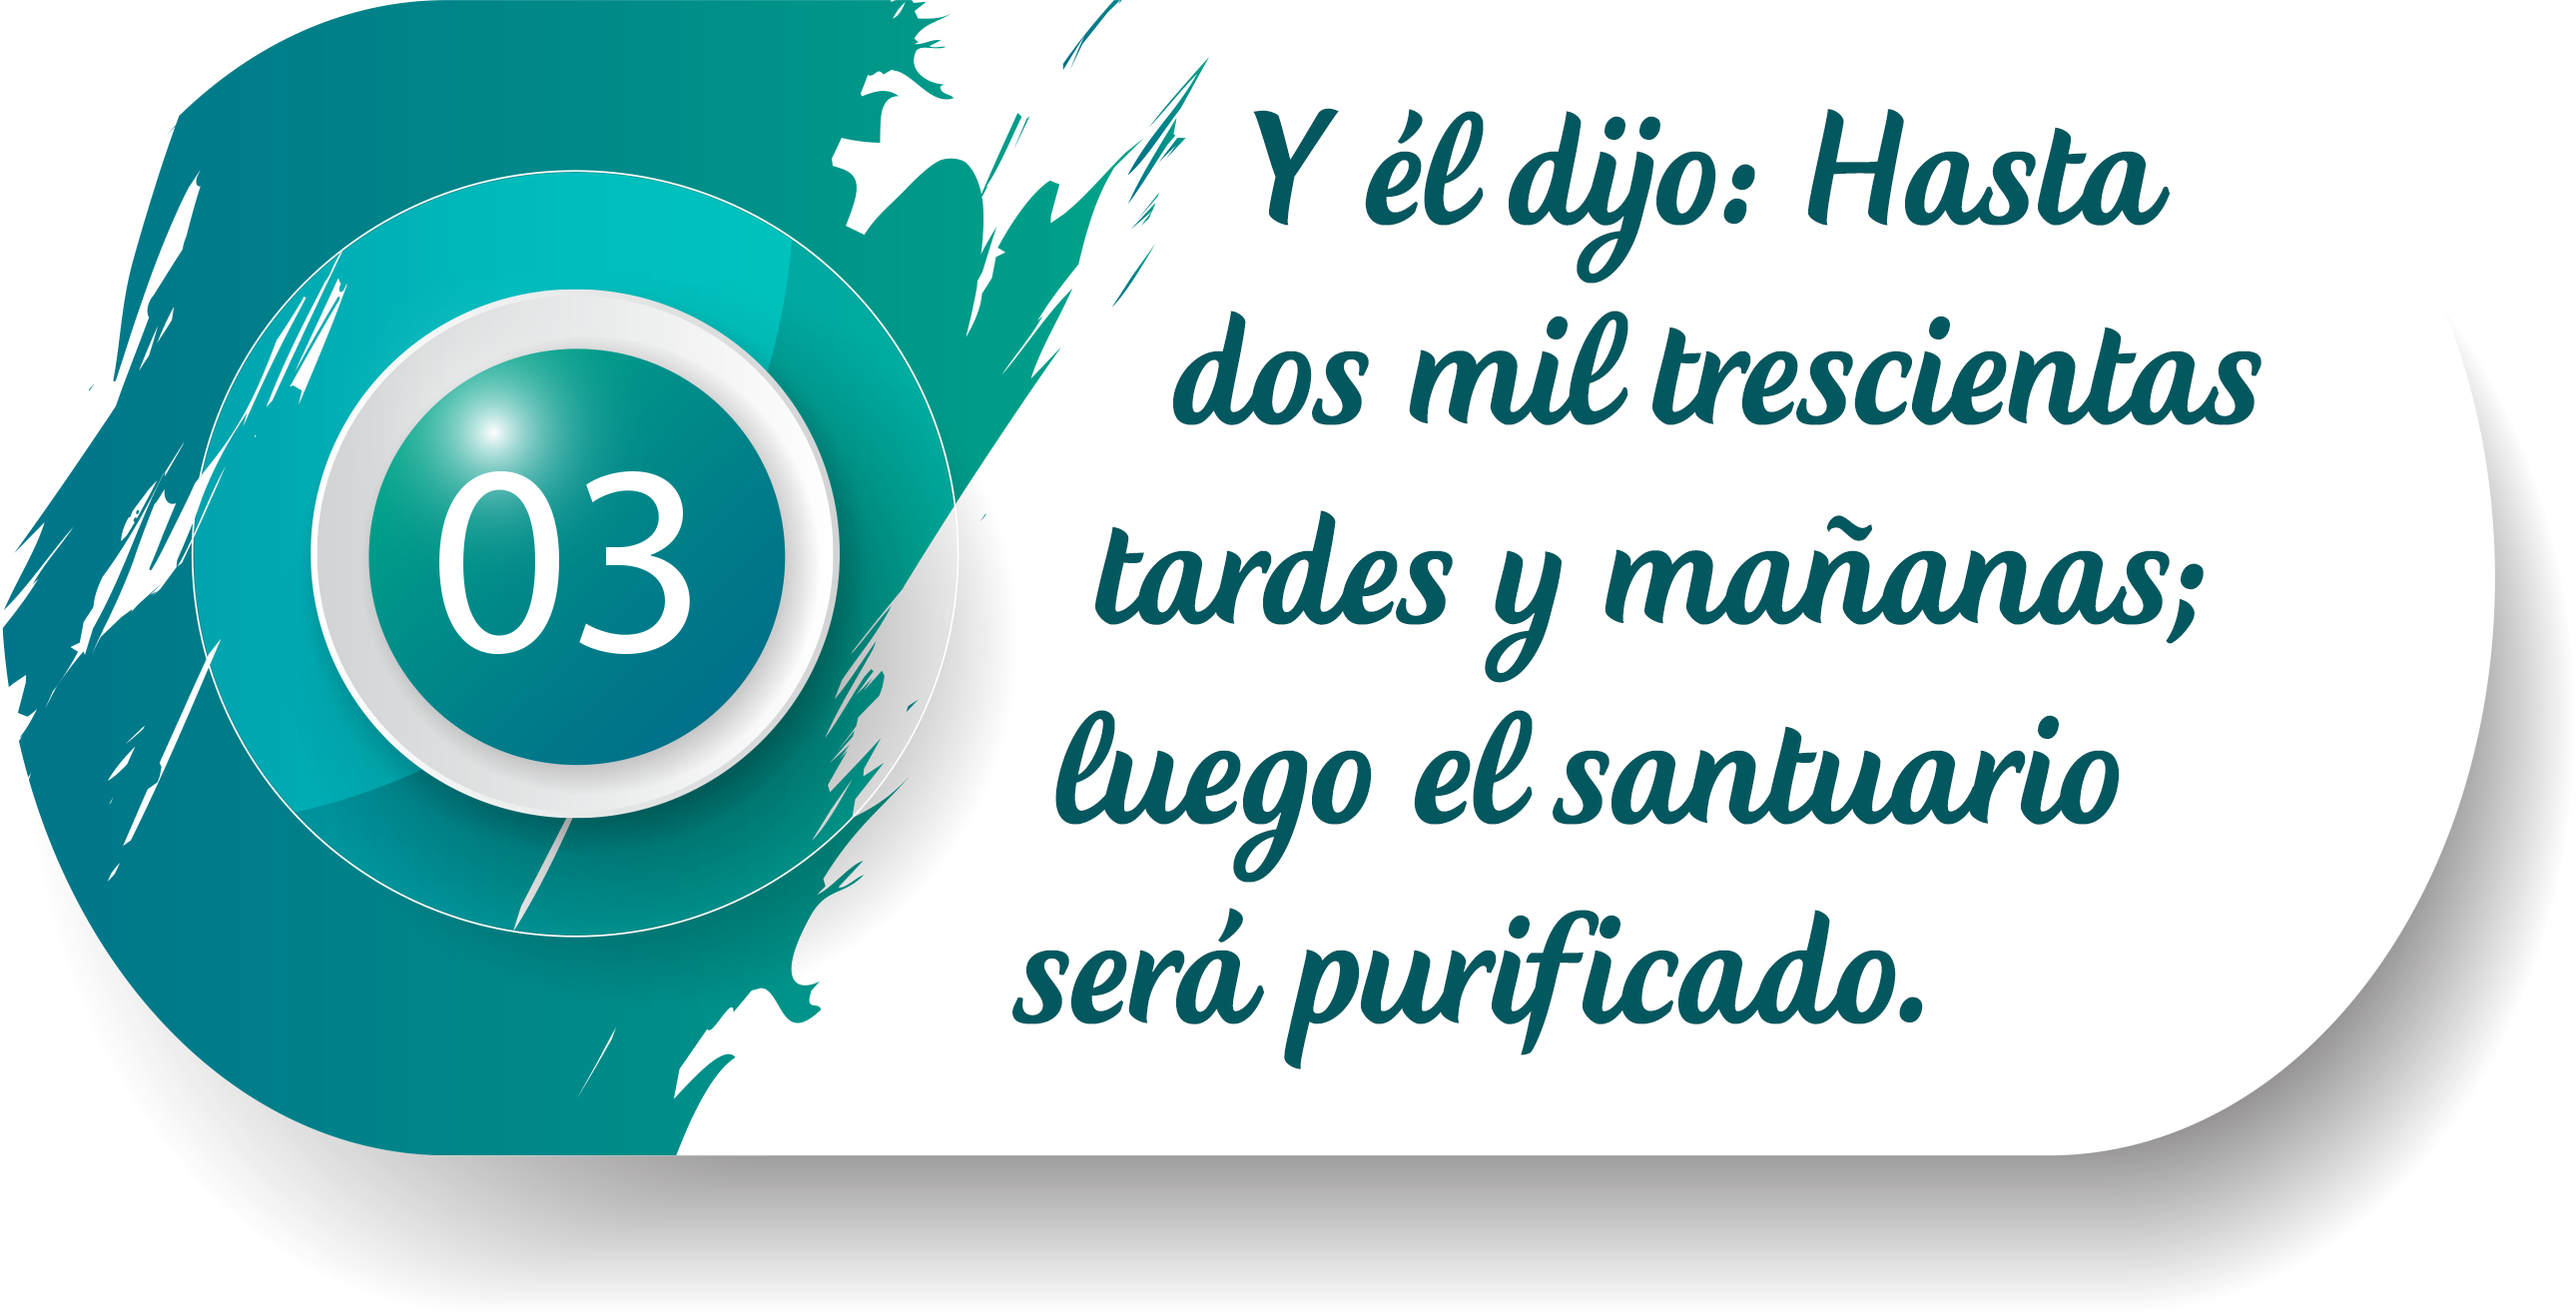 03
Y él dijo: Hasta
dos mil trescientas
tardes y mañanas;
luego el santuario
será purificado.